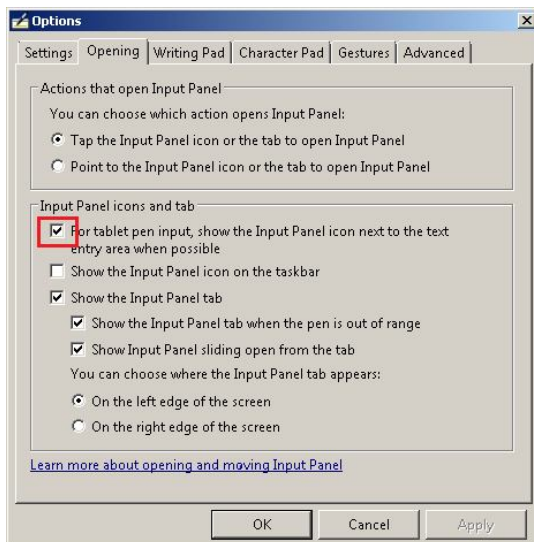 Options
Settings Opening Writing Pad Character Pad Gestures Advanced
Actions that open Input Panel
You can choose which action opens Input Panel:
Tap the Input Panel icon or the tab to open Input Panel
Point to the Input Panel icon or the tab to open Input Panel
Input Panel icons and tab
For tablet pen input, show the Input Panel icon next to the text
entry area when possible
Show the Input Panel icon on the taskbar
Show the Input Panel tab
Show the Input Panel tab when the pen is out of range
Show Input Panel sliding open from the tab
You can choose where the Input Panel tab appears:
On the left edge of the screen
On the right edge of the screen
Learn more about opening and moving Input Panel
OK Cancel Apply